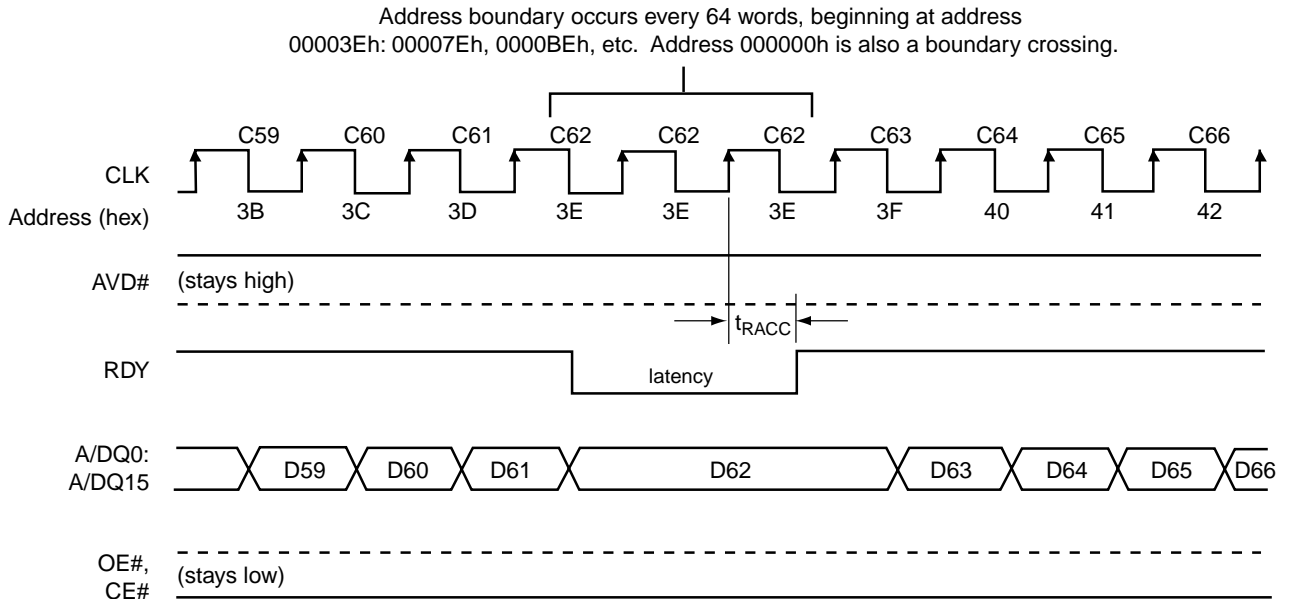 Address boundary occurs every 64 words, beginning at address
00003Eh: 00007Eh, 0000BEh, etc. Address 000000h is also a boundary crossing.
C59 C60 C61 C62 C62 C62 C63 C64 C65 C66
CLK
Address (hex) 3B 3C 3D 3E 3E 3E 3F 40 41 42
AVD# (stays high)
tRACC
RDY latency
A/DQ0:
A/DQ15 D59 D60 D61 D62 D63 D64 D65 D66
OE#,
CE# (stays low)